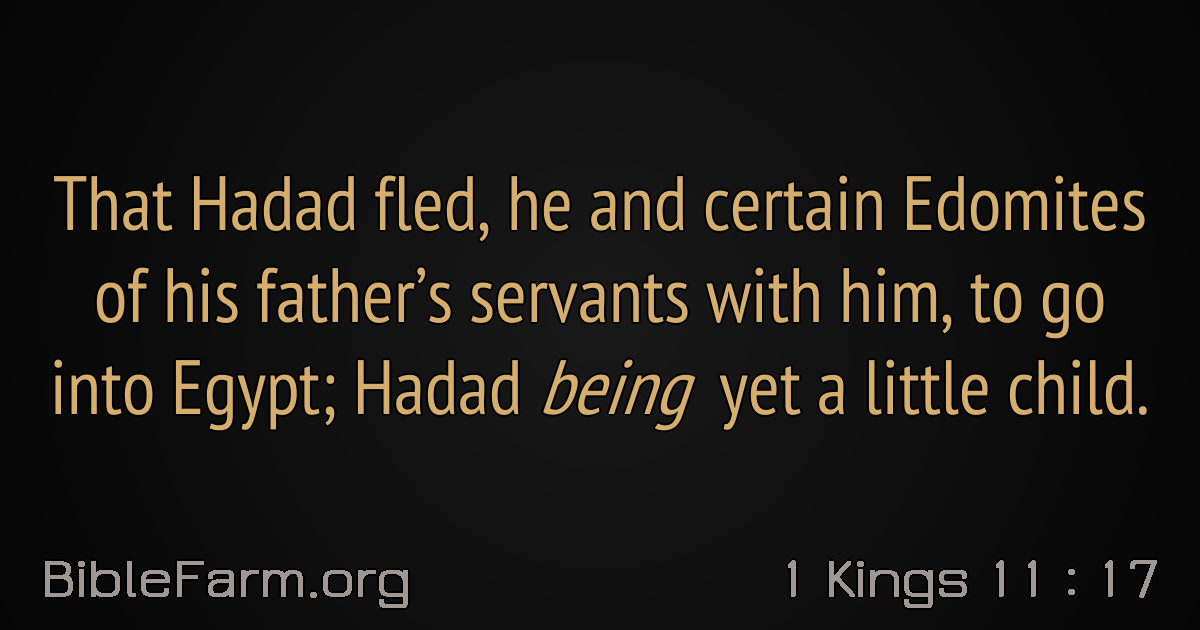 That Hadad fled, he and certain Edomites
of his father’s servants with him, to go
into Egypt; Hadad being yet a little child.
BibleFarm.org
1 Kings 11 : 17